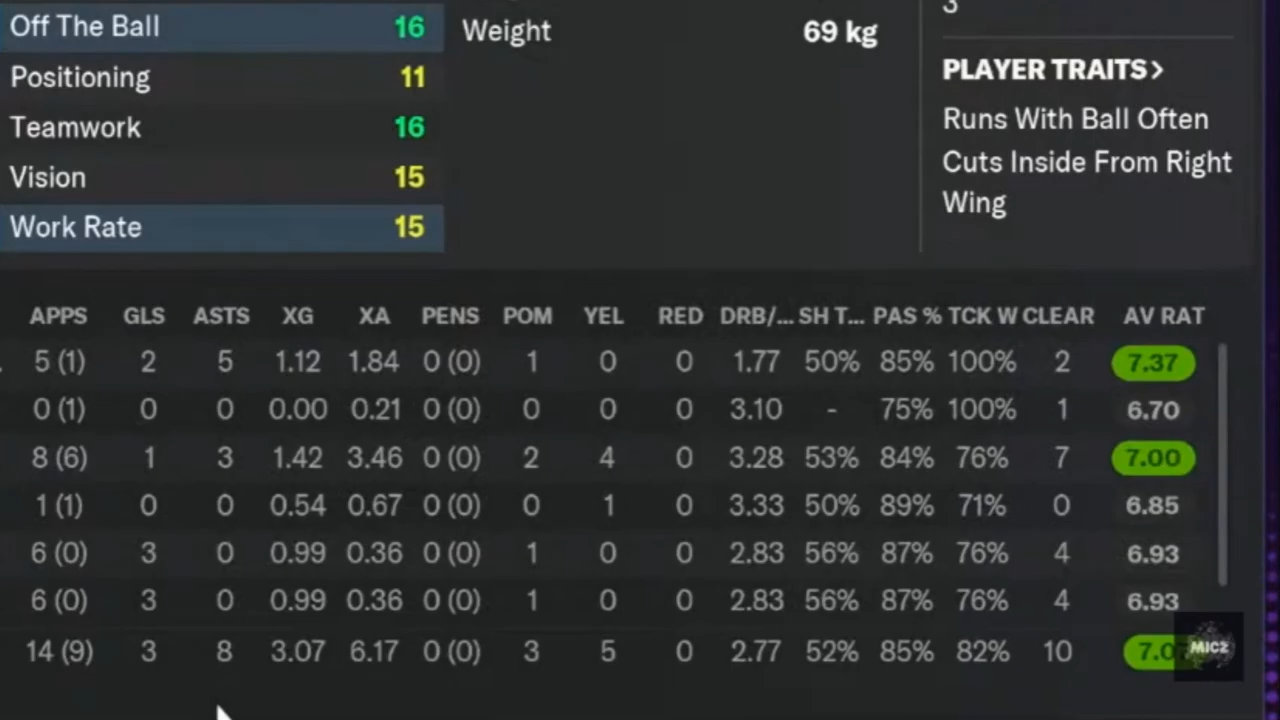 Off The Ball 16
Weight 69 kg
Positioning 11
PLAYER TRAITS >
Teamwork 16
Runs With Ball Often
Vision 15
Cuts Inside From Right
Wing
Work Rate 15
APPS GLS ASTS XG XA PENS POM YEL RED DRB/... SH T... PAS % TCK W CLEAR AV RAT
5 (1) 2 5 1.12 1.84 0 (0) 1 0 0 1.77 50% 85% 100% 2 7.37
0 (1) 0 0 0.00 0.21 0 (0) 0 0 0 3.10 - 75% 100% 1 6.70
8 (6) 1 3 1.42 3.46 0 (0) 2 4 0 3.28 53% 84% 76% 7 7.00
1 (1) 0 0 0.54 0.67 0 (0) 0 1 0 3.33 50% 89% 71% 0 6.85
6 (0) 3 0 0.99 0.36 0 (0) 1 0 0 2.83 56% 87% 76% 4 6.93
6 (0) 3 0 0.99 0.36 0 (0) 1 0 0 2.83 56% 87% 76% 4 6.93
14 (9) 3 8 3.07 6.17 0 (0) 3 5 0 2.77 52% 85% 82% 10
MICZ